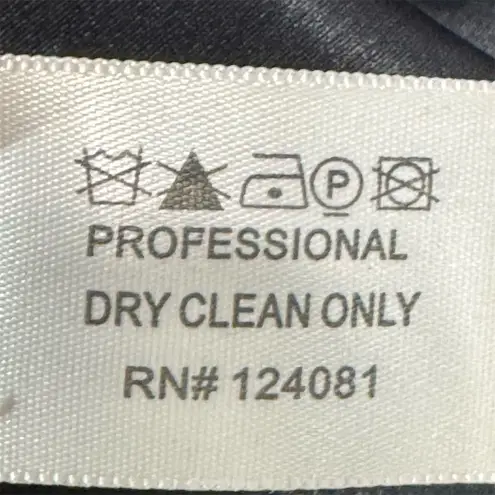 P
PROFESSIONAL
DRY CLEAN ONLY
RN# 124081